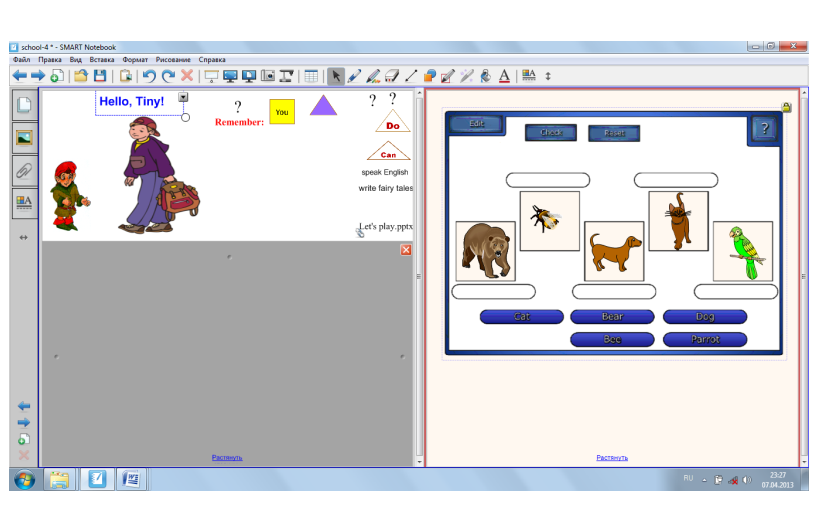 school-4 * - SMART Notebook
Файл Правка Вид Вставка Формат Рисование Справка
Hello, Tiny!
?
Remember:
You
? ?
Do
Can
speak English
write fairy tales
Let's play.pptx
Растянуть
Edit
Check
Reset
?
Cat
Bear
Dog
Bee
Parrot
Растянуть
RU
23:27
07.04.2013